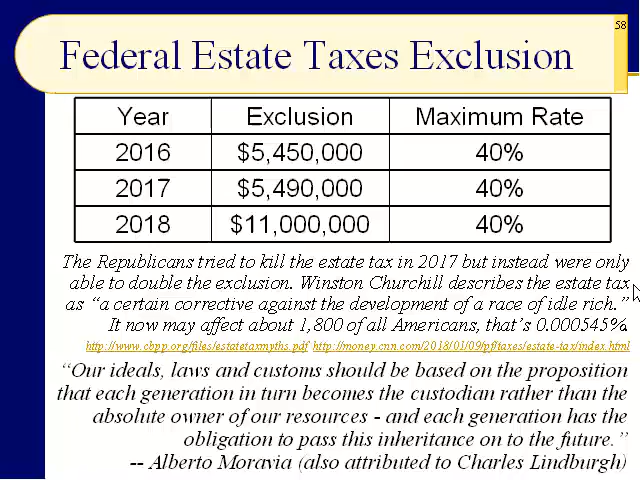 58
Federal Estate Taxes Exclusion
Year Exclusion Maximum Rate
2016 $5,450,000 40%
2017 $5,490,000 40%
2018 $11,000,000 40%
The Republicans tried to kill the estate tax in 2017 but instead were only
able to double the exclusion. Winston Churchill describes the estate tax
as “a certain corrective against the development of a race of idle rich.”
It now may affect about 1,800 of all Americans, that’s 0.000545%.
http://www.cbpp.org/files/estatetaxmyths.pdf http://money.cnn.com/2018/01/09/pf/taxes/estate-tax/index.html
“Our ideals, laws and customs should be based on the proposition
that each generation in turn becomes the custodian rather than the
absolute owner of our resources - and each generation has the
obligation to pass this inheritance on to the future.”
-- Alberto Moravia (also attributed to Charles Lindburgh)